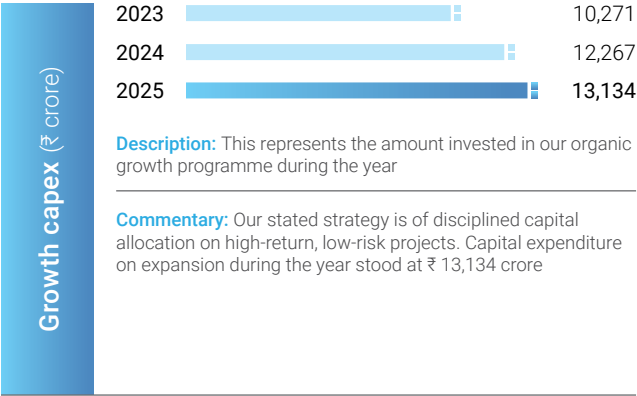 Growth capex (₹ crore)
2023 10,271
2024 12,267
2025 13,134
Description: This represents the amount invested in our organic
growth programme during the year
Commentary: Our stated strategy is of disciplined capital
allocation on high-return, low-risk projects. Capital expenditure
on expansion during the year stood at ₹ 13,134 crore